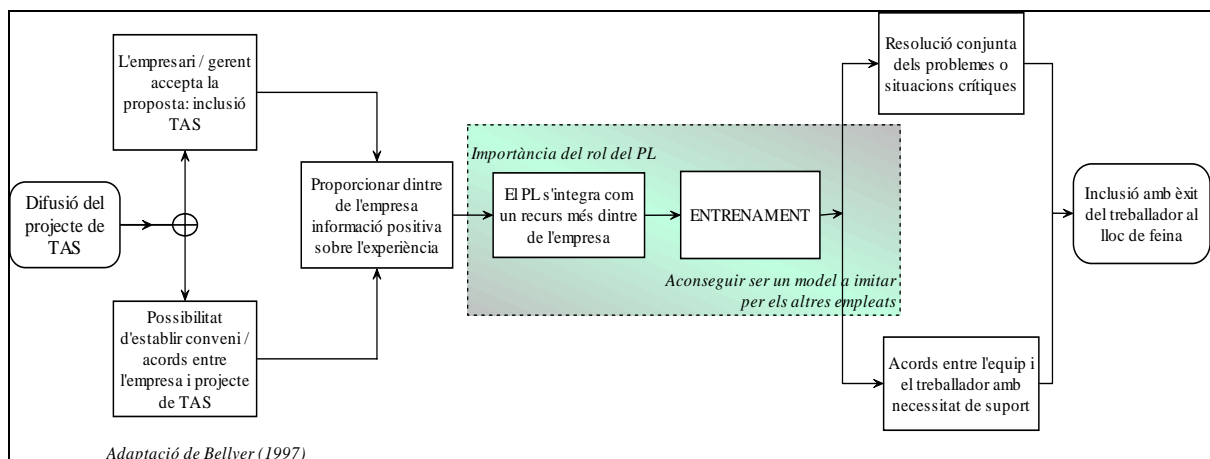 Difusió del
projecte de
TAS
L'empresari / gerent
accepta la
proposta: inclusió
TAS
Possibilitat
d'establir conveni /
acords entre
l'empresa i projecte
de TAS
Proporcionar dintre
de l'empresa
informació positiva
sobre l'experiència
Importància del rol del PL
El PL s'integra com
un recurs més dintre
de l'empresa
ENTRENAMENT
Aconseguir ser un model a imitar
per els altres empleats
Resolució conjunta
dels problemes o
situacions crítiques
Acords entre l'equip i
el treballador amb
necessitat de suport
Inclusió amb èxit
del treballador al
lloc de feina
Adaptació de Bellver (1997)